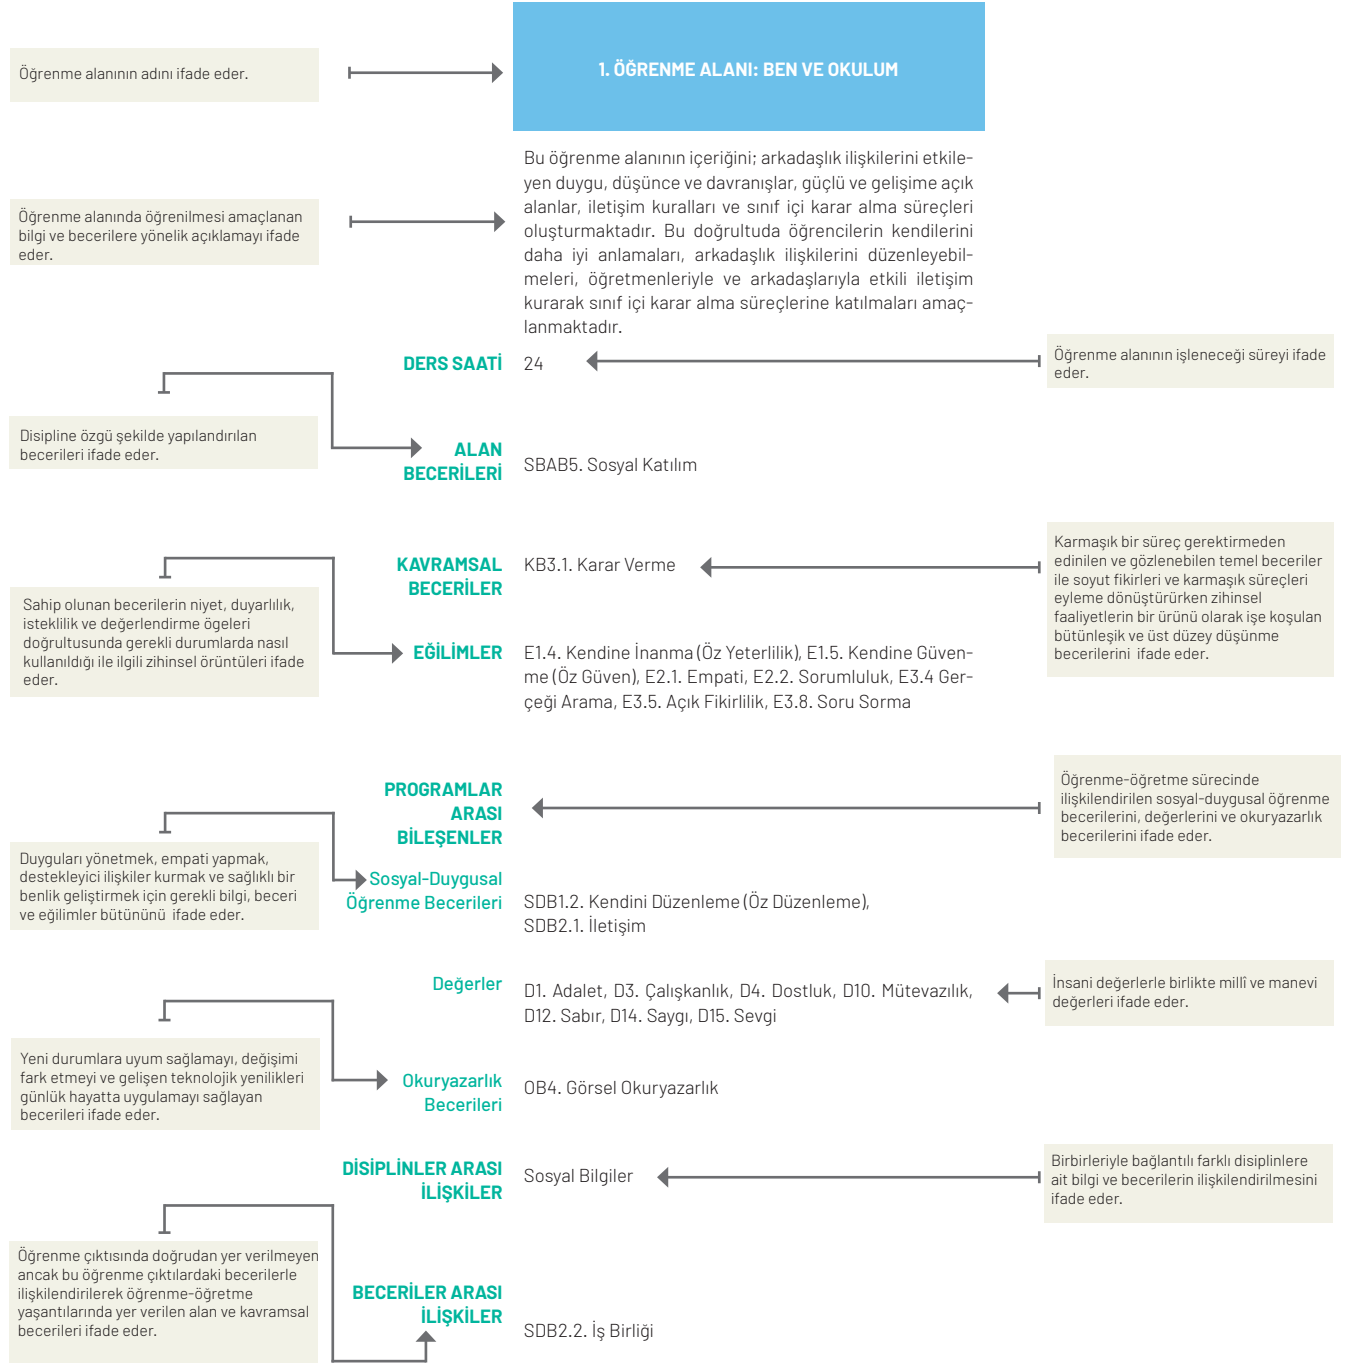 Öğrenme alanının adını ifade eder.
1. ÖĞRENME ALANI: BEN VE OKULUM
Öğrenme alanında öğrenilmesi amaçlanan
bilgi ve becerilere yönelik açıklamayı ifade
eder.
Bu öğrenme alanının içeriğini; arkadaşlık ilişkilerini etkile-
yen duygu, düşünce ve davranışlar, güçlü ve gelişime açık
alanlar, iletişim kuralları ve sınıf içi karar alma süreçleri
oluşturmaktadır. Bu doğrultuda öğrencilerin kendilerini
daha iyi anlamaları, arkadaşlık ilişkilerini düzenleyebil-
meleri, öğretmenleriyle ve arkadaşlarıyla etkili iletişim
kurarak sınıf içi karar alma süreçlerine katılmaları amaç-
lanmaktadır.
DERS SAATİ
24
Öğrenme alanının işleneceği süreyi ifade
eder.
Disipline özgü şekilde yapılandırılan
becerileri ifade eder.
ALAN
BECERİLERİ
SBAB5. Sosyal Katılım
KAVRAMSAL
BECERİLER
KB3.1. Karar Verme
Karmaşık bir süreç gerektirmeden
edinilen ve gözlenebilen temel beceriler
ile soyut fikirleri ve karmaşık süreçleri
eyleme dönüştürürken zihinsel
faaliyetlerin bir ürünü olarak işe koşulan
bütünleşik ve üst düzey düşünme
becerilerini ifade eder.
Sahip olunan becerilerin niyet, duyarlılık,
isteklilik ve değerlendirme ögeleri
doğrultusunda gerekli durumlarda nasıl
kullanıldığı ile ilgili zihinsel örüntüleri ifade
eder.
EĞİLİMLER
E1.4. Kendine İnanma (Öz Yeterlilik), E1.5. Kendine Güven-
me (Öz Güven), E2.1. Empati, E2.2. Sorumluluk, E3.4 Ger-
çeği Arama, E3.5. Açık Fikirlilik, E3.8. Soru Sorma
PROGRAMLAR
ARASI
BİLEŞENLER
Öğrenme-öğretme sürecinde
ilişkilendirilen sosyal-duygusal öğrenme
becerilerini, değerlerini ve okuryazarlık
becerilerini ifade eder.
Duyguları yönetmek, empati yapmak,
destekleyici ilişkiler kurmak ve sağlıklı bir
benlik geliştirmek için gerekli bilgi, beceri
ve eğilimler bütününü ifade eder.
Sosyal-Duygusal
Öğrenme Becerileri
SDB1.2. Kendini Düzenleme (Öz Düzenleme),
SDB2.1. İletişim
Değerler
D1. Adalet, D3. Çalışkanlık, D4. Dostluk, D10. Mütevazılık,
D12. Sabır, D14. Saygı, D15. Sevgi
İnsani değerlerle birlikte millî ve manevi
değerleri ifade eder.
Yeni durumlara uyum sağlamayı, değişimi
fark etmeyi ve gelişen teknolojik yenilikleri
günlük hayatta uygulamayı sağlayan
becerileri ifade eder.
Okuryazarlık
Becerileri
OB4. Görsel Okuryazarlık
DİSİPLİNLER ARASI
İLİŞKİLER
Sosyal Bilgiler
Birbirleriyle bağlantılı farklı disiplinlere
ait bilgi ve becerilerin ilişkilendirilmesini
ifade eder.
Öğrenme çıktısında doğrudan yer verilmeyen
ancak bu öğrenme çıktılardaki becerilerle
ilişkilendirilerek öğrenme-öğretme
yaşantılarında yer verilen alan ve kavramsal
becerileri ifade eder.
BECERİLER ARASI
İLİŞKİLER
SDB2.2. İş Birliği